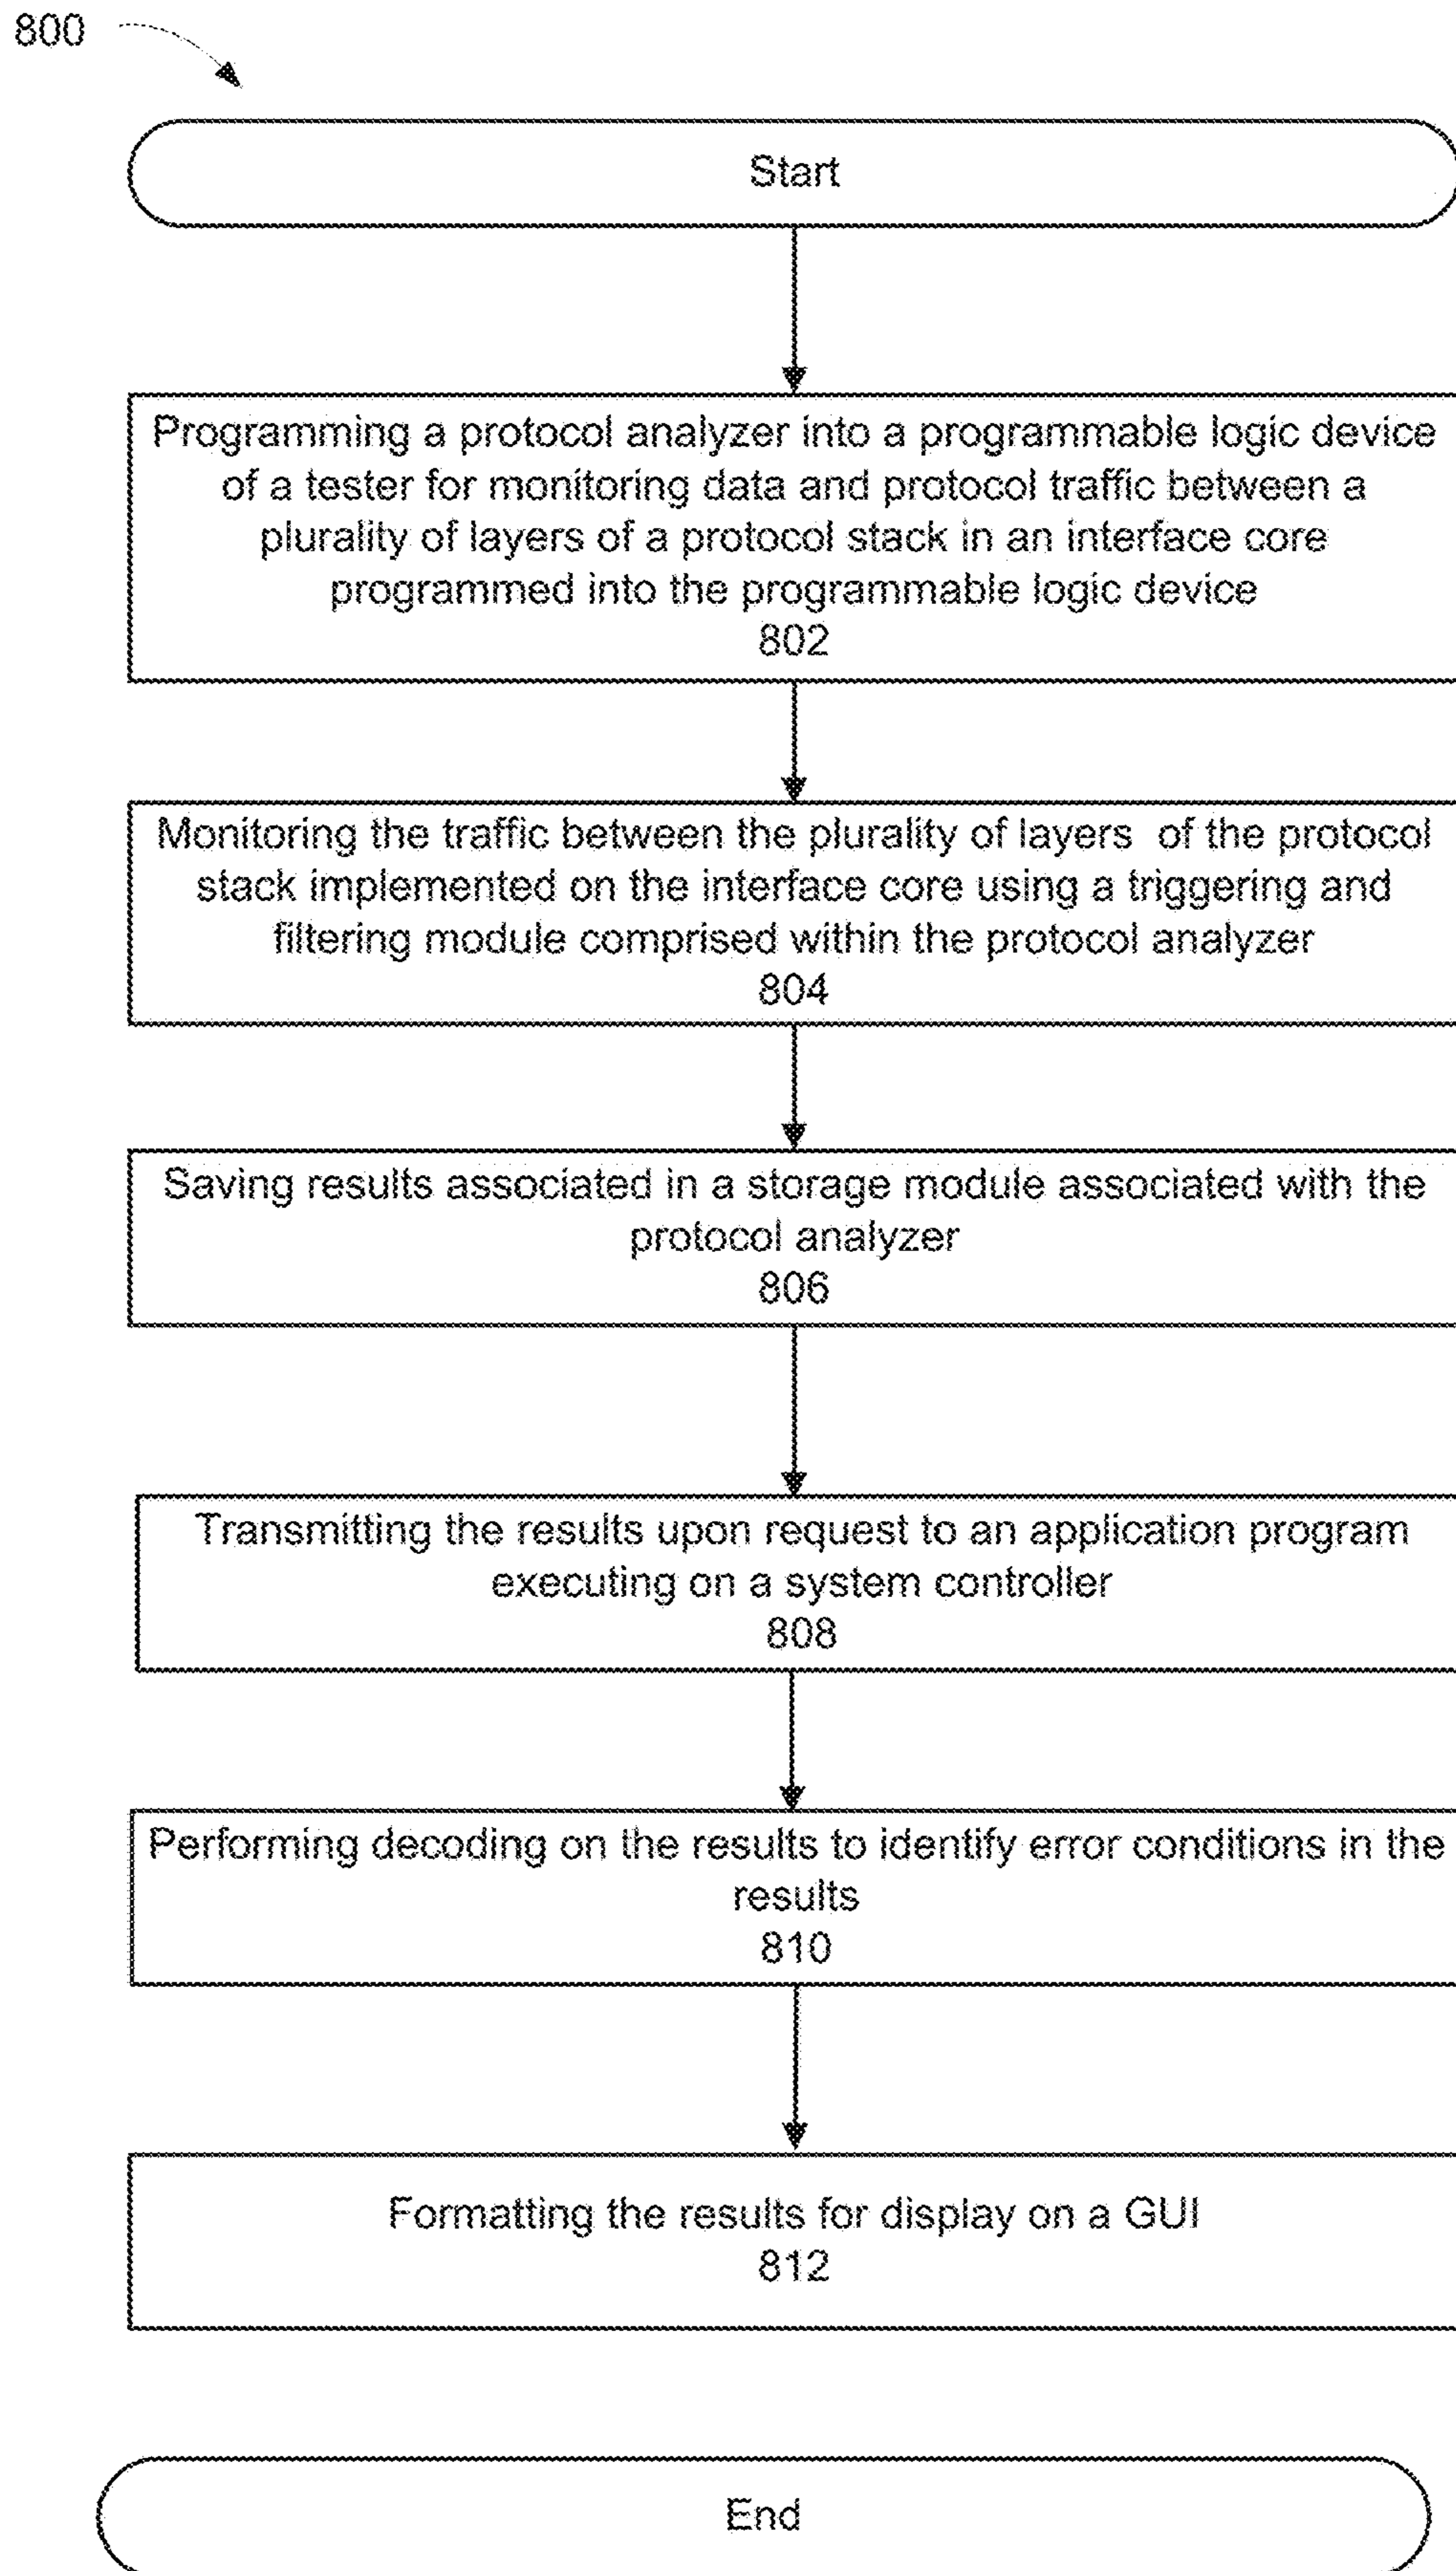 800
Start
Programming a protocol analyzer into a programmable logic device
of a tester for monitoring data and protocol traffic between a
plurality of layers of a protocol stack in an interface core
programmed into the programmable logic device
802
Monitoring the traffic between the plurality of layers of the protocol
stack implemented on the interface core using a triggering and
filtering module comprised within the protocol analyzer
804
Saving results associated in a storage module associated with the
protocol analyzer
806
Transmitting the results upon request to an application program
executing on a system controller
808
Performing decoding on the results to identify error conditions in the
results
810
Formatting the results for display on a GUI
812
End